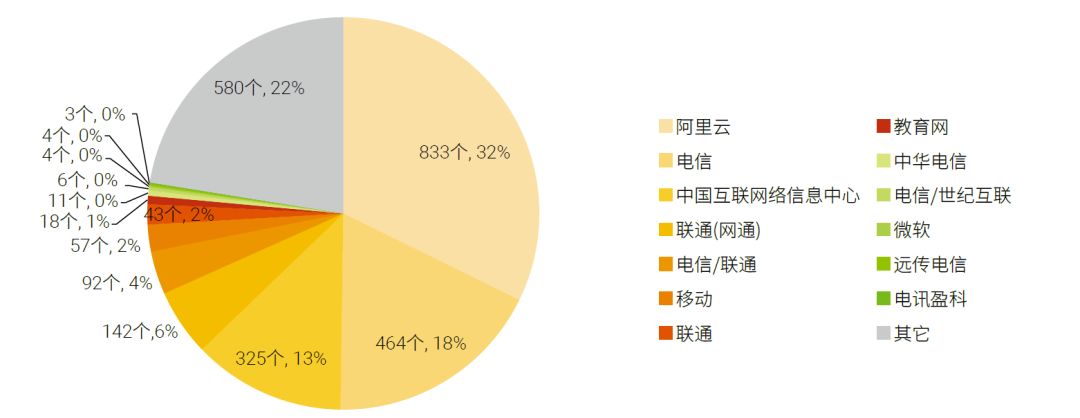 580个, 22%
833个, 32%
3个, 0%
4个, 0%
4个, 0%
6个, 0%
11个, 0%
18个, 1%
43个, 2%
57个, 2%
92个, 4%
142个,6%
325个, 13%
464个, 18%
阿里云
电信
中国互联网络信息中心
联通(网通)
电信/联通
移动
联通
教育网
中华电信
电信/世纪互联
微软
远传电信
电讯盈科
其它